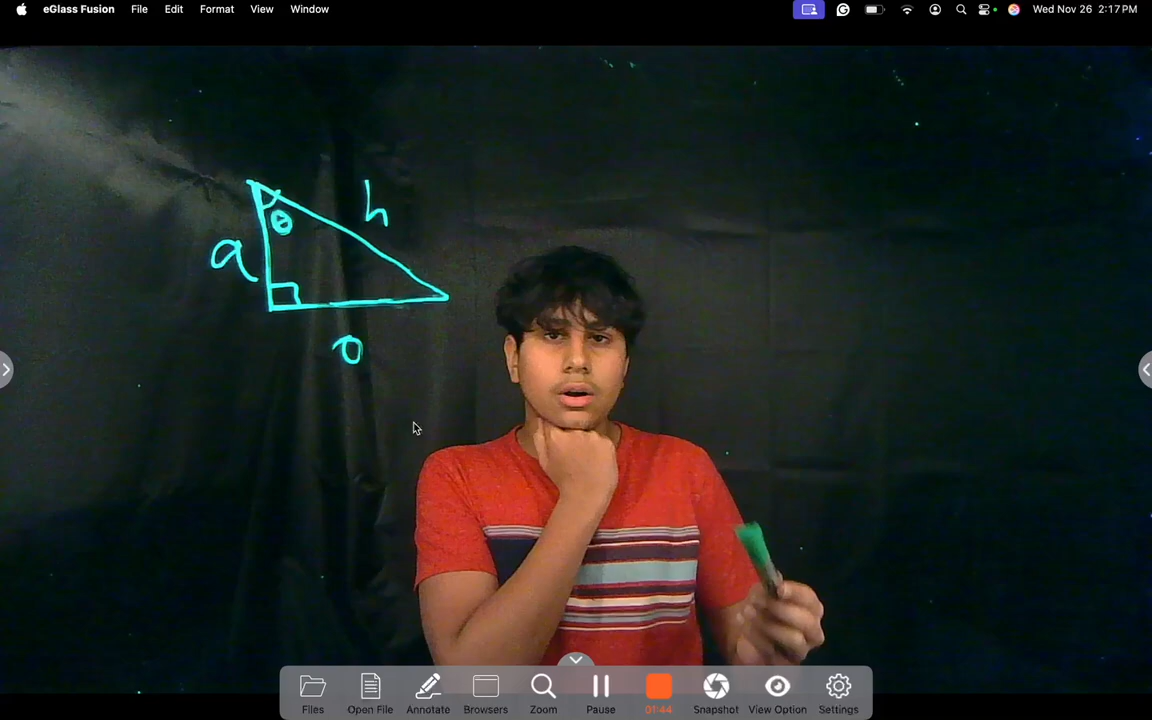 eGlass Fusion File Edit Format View Window Wed Nov 26 2:17 PM
h
θ
a
o
Files Open File Annotate Browsers Zoom Pause 01:44 Snapshot View Option Settings